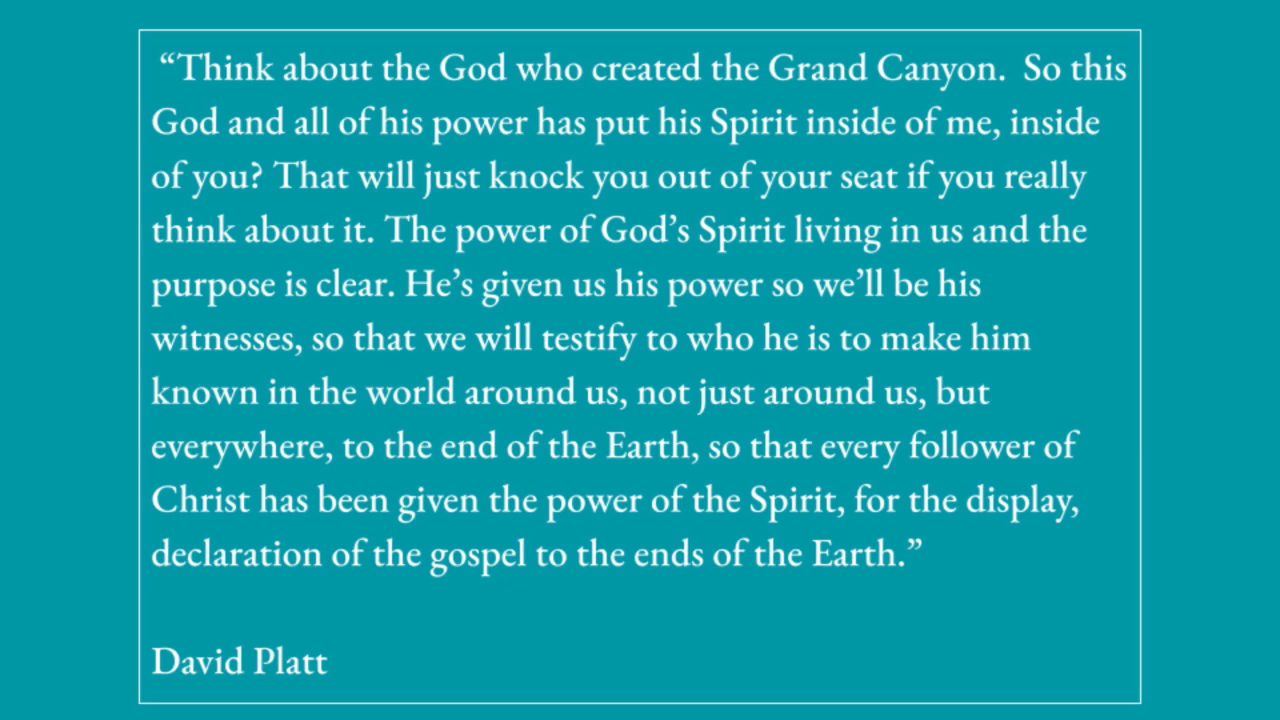 “Think about the God who created the Grand Canyon.  So this
God and all of his power has put his Spirit inside of me, inside
of you? That will just knock you out of your seat if you really
think about it. The power of God’s Spirit living in us and the
purpose is clear. He’s given us his power so we’ll be his
witnesses, so that we will testify to who he is to make him
known in the world around us, not just around us, but
everywhere, to the end of the Earth, so that every follower of
Christ has been given the power of the Spirit, for the display,
declaration of the gospel to the ends of the Earth.”
David Platt